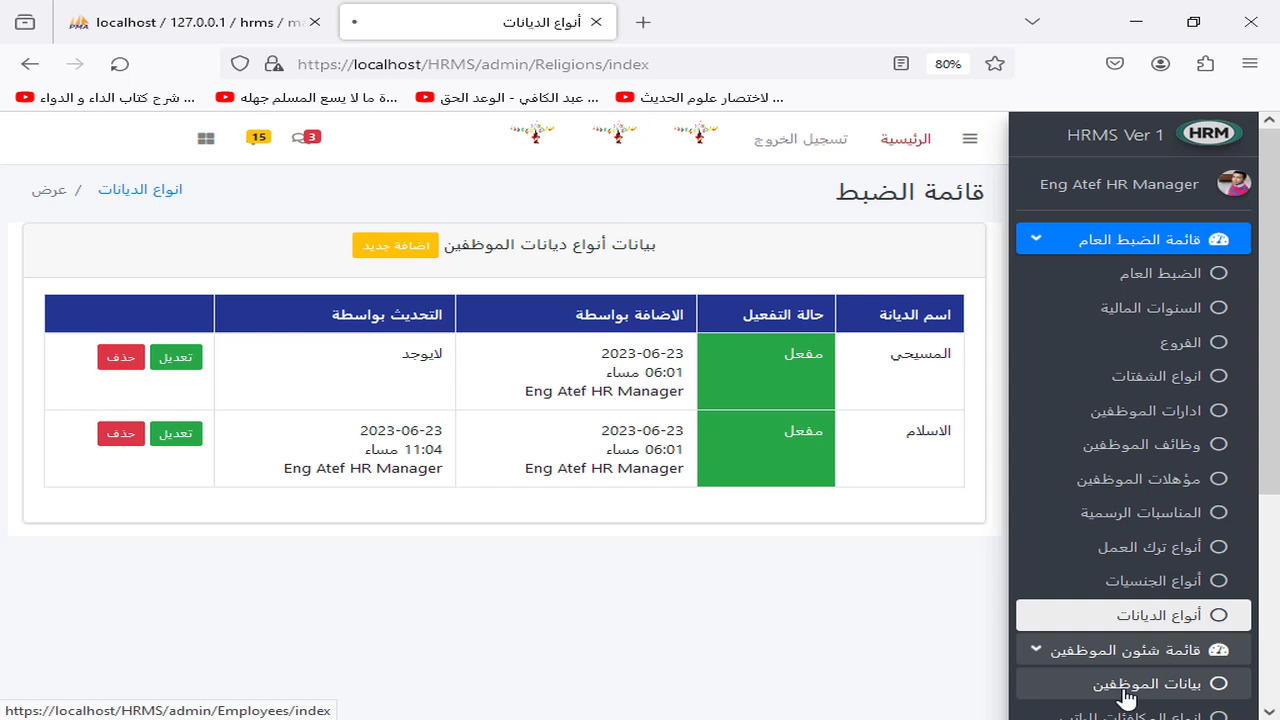 localhost / 127.0.0.1 / hrms / ma
أنواع الديانات
https://localhost/HRMS/admin/Religions/index
80%
شرح كتاب الداء و الدواء ...
ة ما لا يسع المسلم جهله...
عبد الكافي - الوعد الحق ...
لاختصار علوم الحديث ...
HRMS Ver 1
HRM
الرئيسية
تسجيل الخروج
3
15
Eng Atef HR Manager
قائمة الضبط
انواع الديانات / عرض
بيانات أنواع ديانات الموظفين
اضافة جديد
اسم الديانة
حالة التفعيل
الاضافة بواسطة
التحديث بواسطة
المسيحي
مفعل
2023-06-23
06:01 مساء
Eng Atef HR Manager
لايوجد
تعديل
حذف
الاسلام
مفعل
2023-06-23
06:01 مساء
Eng Atef HR Manager
2023-06-23
11:04 مساء
Eng Atef HR Manager
تعديل
حذف
قائمة الضبط العام
الضبط العام
السنوات المالية
الفروع
انواع الشفتات
ادارات الموظفين
وظائف الموظفين
مؤهلات الموظفين
المناسبات الرسمية
أنواع ترك العمل
أنواع الجنسيات
أنواع الديانات
قائمة شئون الموظفين
بيانات الموظفين
انواع المكافئات للراتب
https://localhost/HRMS/admin/Employees/index